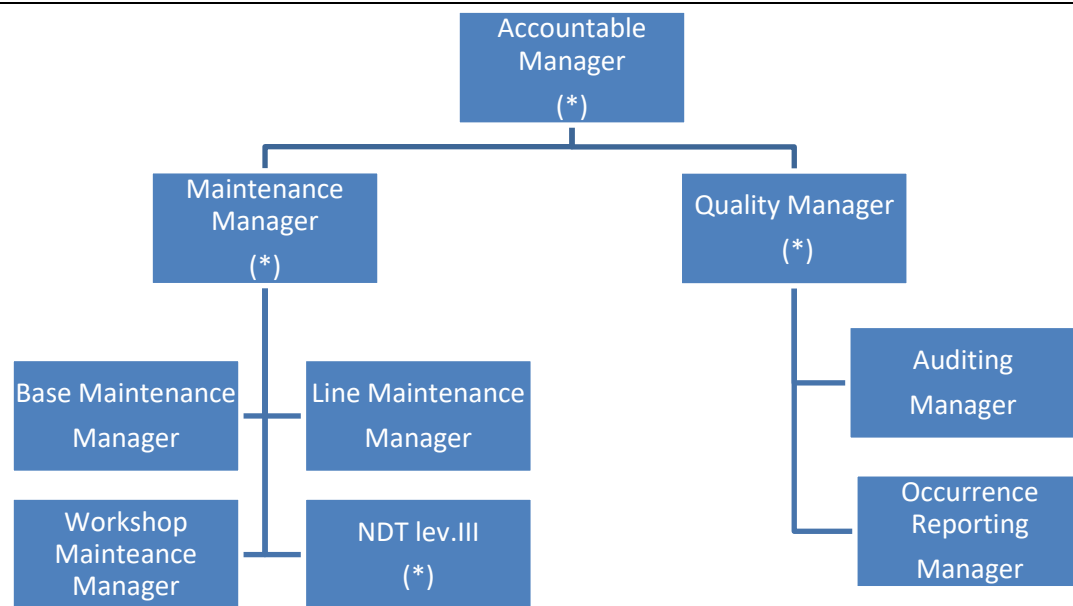 Accountable
Manager
(*)
Maintenance
Manager
(*)
Quality Manager
(*)
Base Maintenance
Manager
Line Maintenance
Manager
Auditing
Manager
Workshop
Mainteance
Manager
NDT lev.III
(*)
Occurrence
Reporting
Manager